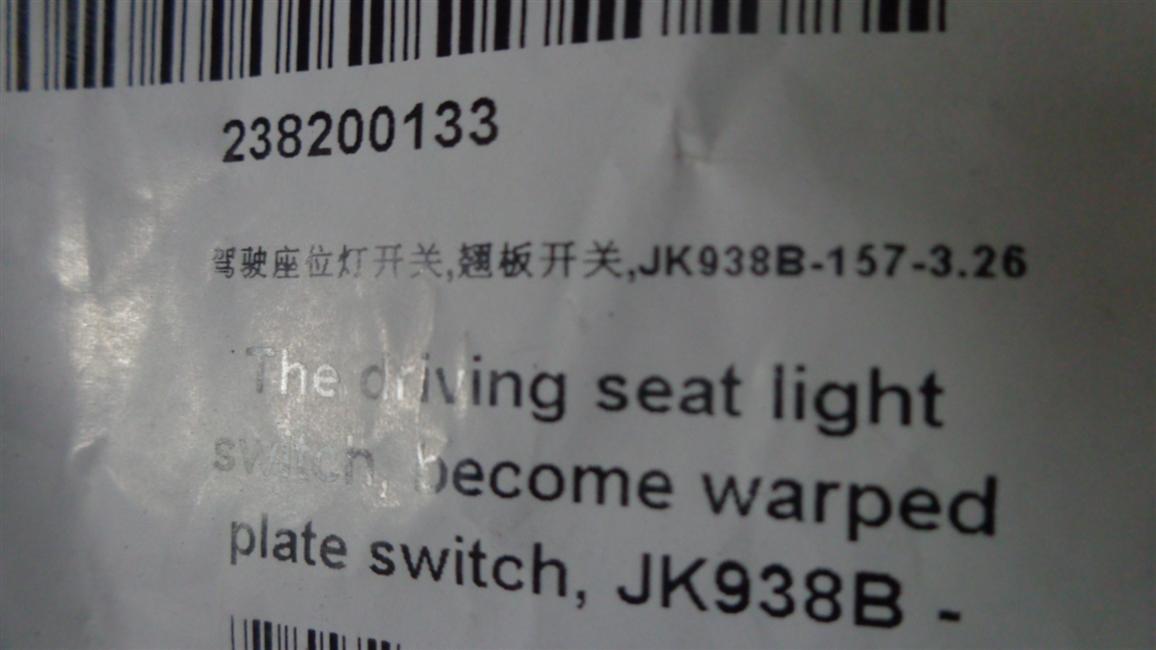 238200133
驾驶座位灯开关,翘板开关,JK938B-157-3.26
The driving seat light
switch, become warped
plate switch, JK938B -